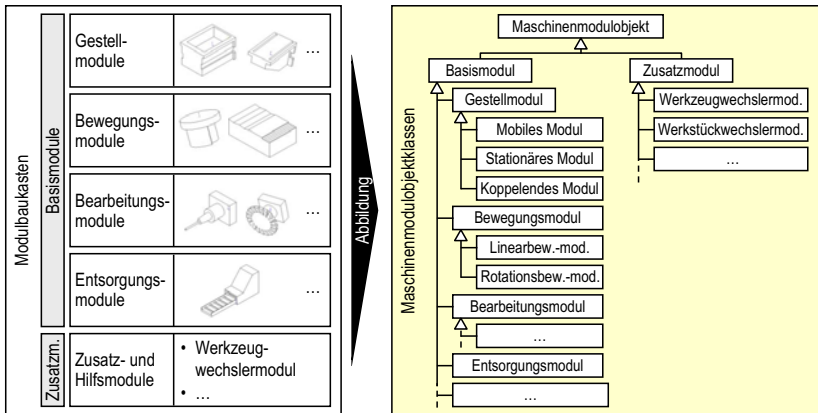 Modulbaukasten
Basismodule
Gestell-
module
…
Bewegungs-
module
…
Bearbeitungs-
module
…
Entsorgungs-
module
…
Zusatzm.
Zusatz- und
Hilfsmodule
• Werkzeug-
wechslermodul
• …
Abbildung
Maschinenmodulobjektklassen
Maschinenmodulobjekt
Basismodul
Zusatzmodul
Gestellmodul
Werkzeugwechslermod.
Mobiles Modul
Werkstückwechslermod.
Stationäres Modul
…
Koppelendes Modul
Bewegungsmodul
Linearbew.-mod.
Rotationsbew.-mod.
Bearbeitungsmodul
…
Entsorgungsmodul
…